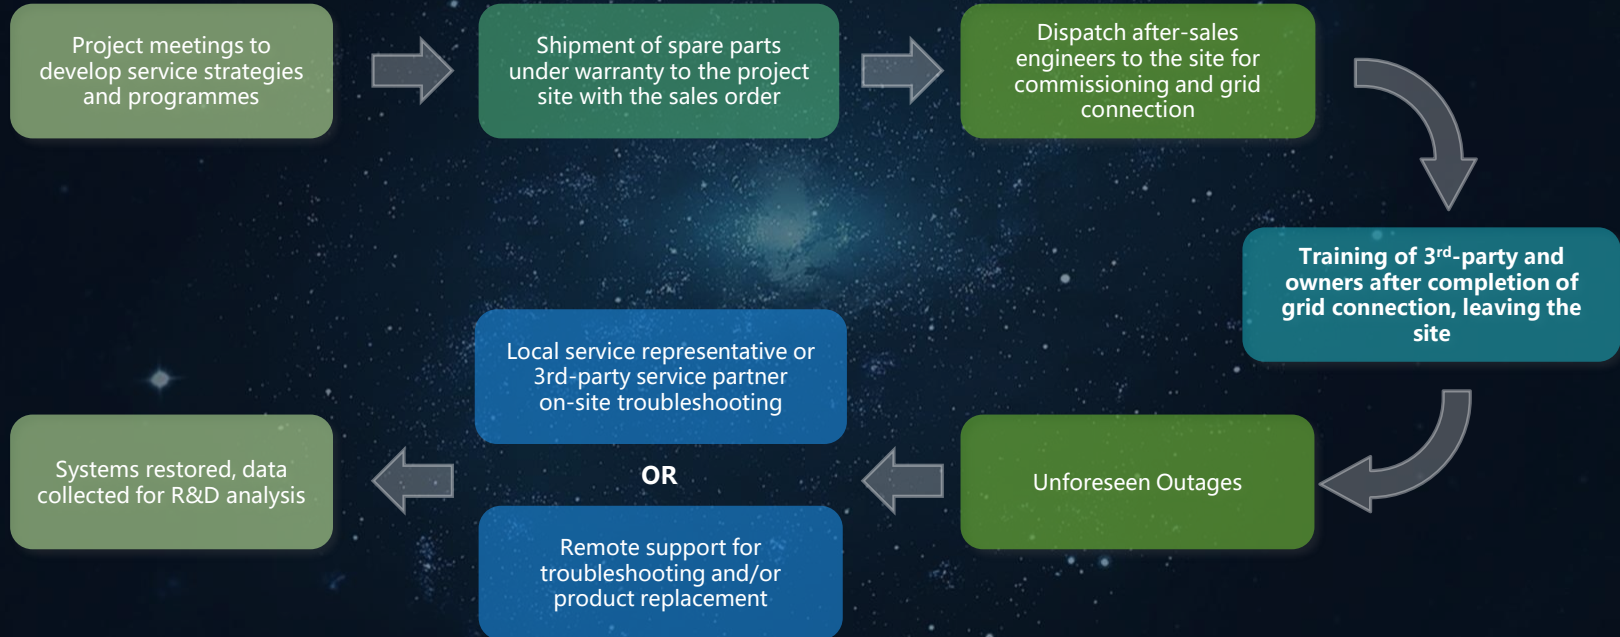 Project meetings to
develop service strategies
and programmes
Shipment of spare parts
under warranty to the project
site with the sales order
Dispatch after-sales
engineers to the site for
commissioning and grid
connection
Training of 3rd-party and
owners after completion of
grid connection, leaving the
site
Unforeseen Outages
Local service representative or
3rd-party service partner
on-site troubleshooting
OR
Remote support for
troubleshooting and/or
product replacement
Systems restored, data
collected for R&D analysis